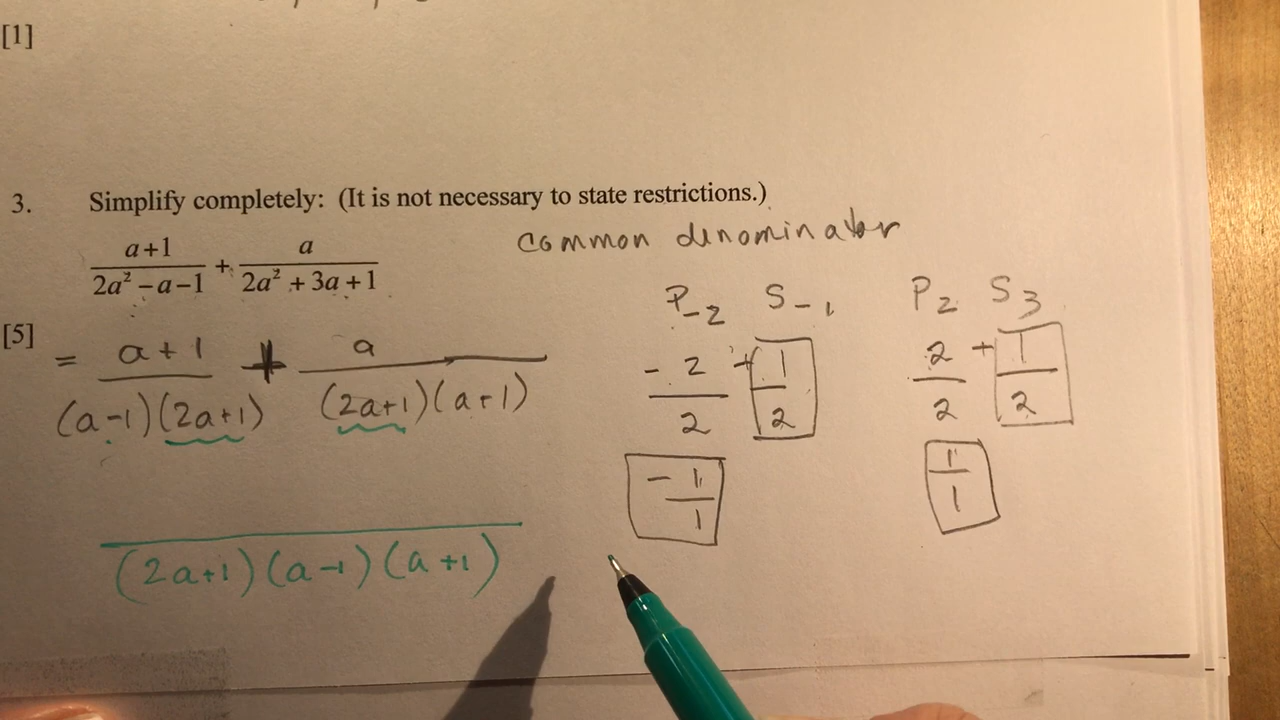 [1]
3. Simplify completely: (It is not necessary to state restrictions.)
common denominator
a+1 / 2a² − a − 1 + a / 2a² + 3a + 1
[5]
= a+1 / (a-1)(2a+1) + a / (2a+1)(a+1)
P-2 S-1
-2/2 + 1/2
-1/1
P2 S3
2/2 + 1/2
1/1
(2a+1)(a-1)(a+1)